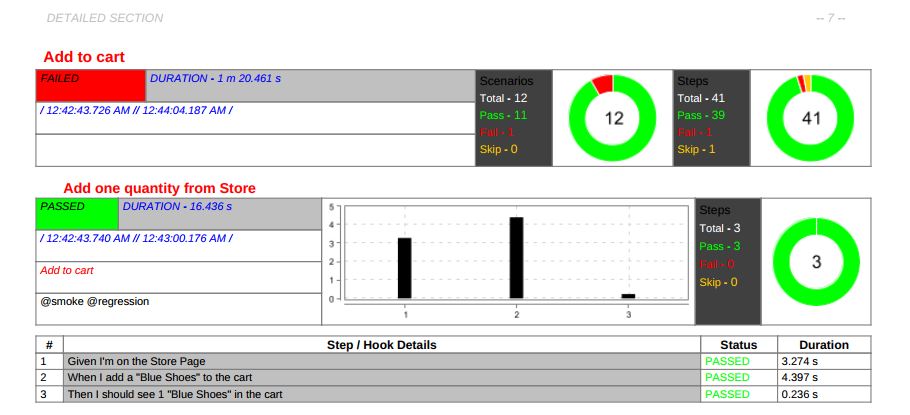 DETAILED SECTION
-- 7 --
Add to cart
FAILED
DURATION - 1 m 20.461 s
/ 12:42:43.726 AM // 12:44:04.187 AM /
Scenarios
Total - 12
Pass - 11
Fail - 1
Skip - 0
12
Steps
Total - 41
Pass - 39
Fail - 1
Skip - 1
41
Add one quantity from Store
PASSED
DURATION - 16.436 s
/ 12:42:43.740 AM // 12:43:00.176 AM /
Add to cart
@smoke @regression
5
4
3
2
1
0
1 2 3
Steps
Total - 3
Pass - 3
Fail - 0
Skip - 0
3
# Step / Hook Details Status Duration
1 Given I'm on the Store Page PASSED 3.274 s
2 When I add a "Blue Shoes" to the cart PASSED 4.397 s
3 Then I should see 1 "Blue Shoes" in the cart PASSED 0.236 s